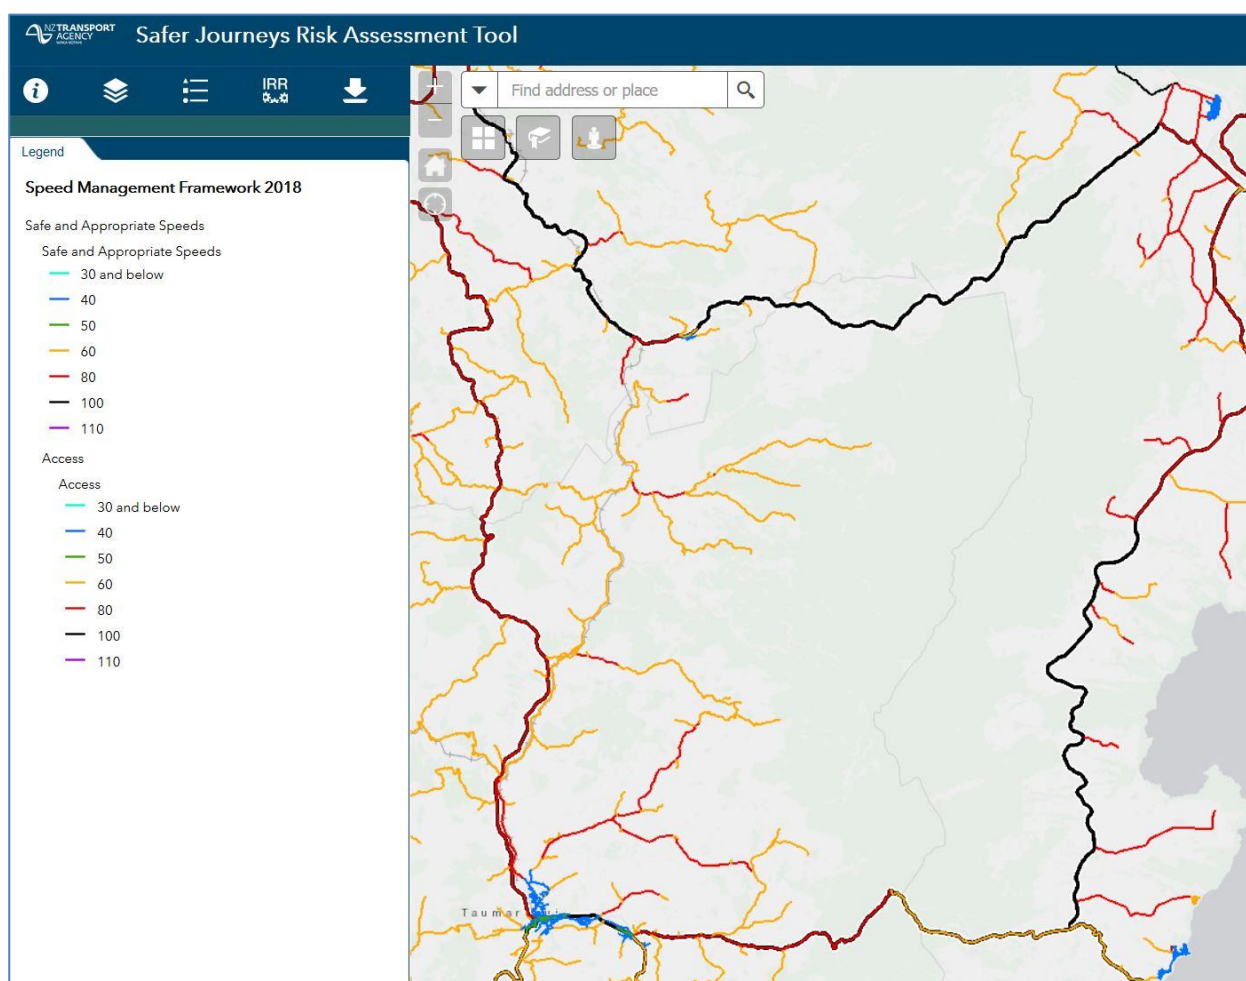 NZ TRANSPORT
AGENCY
WAKA KOTAHI
Safer Journeys Risk Assessment Tool
IRR
Find address or place
Legend
Speed Management Framework 2018
Safe and Appropriate Speeds
Safe and Appropriate Speeds
30 and below
40
50
60
80
100
110
Access
Access
30 and below
40
50
60
80
100
110